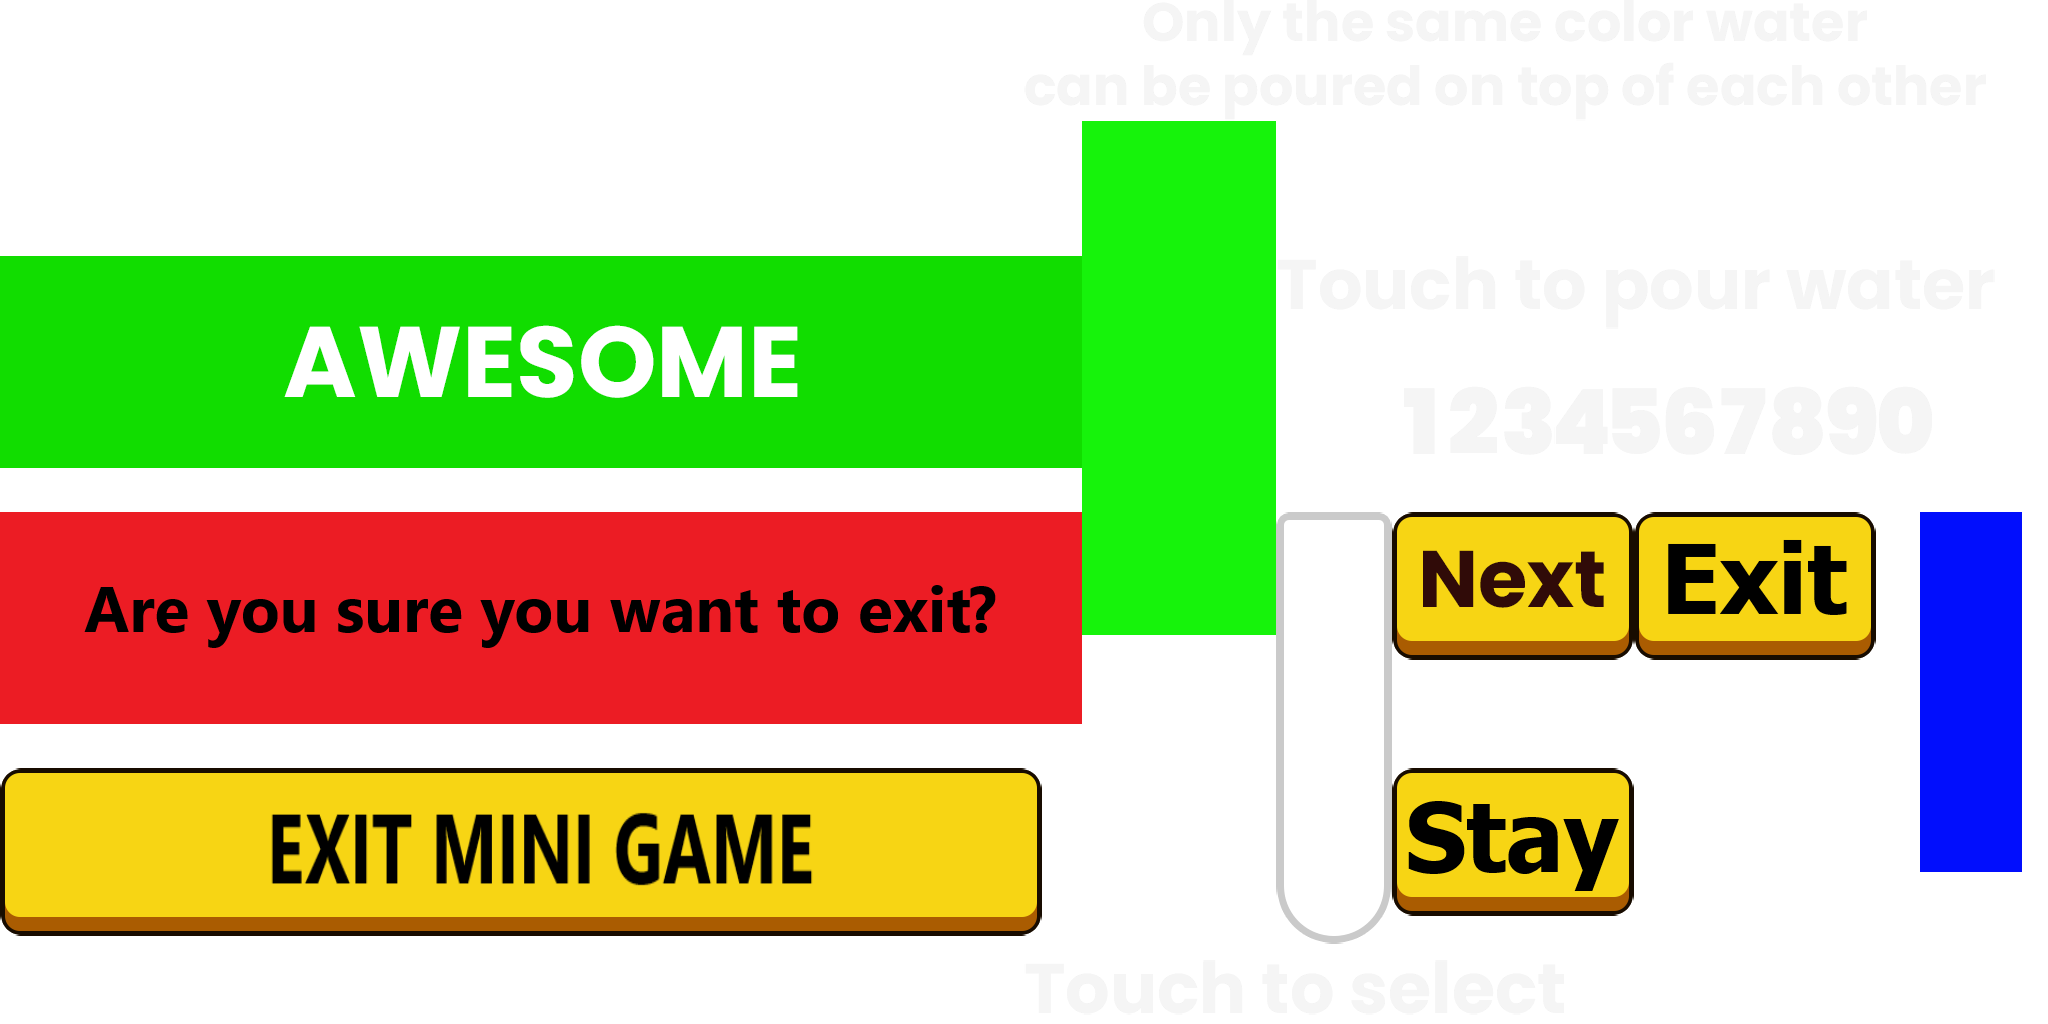 Only the same color water
can be poured on top of each other
Touch to pour water
AWESOME
1234567890
Next
Exit
Are you sure you want to exit?
EXIT MINI GAME
Stay
Touch to select